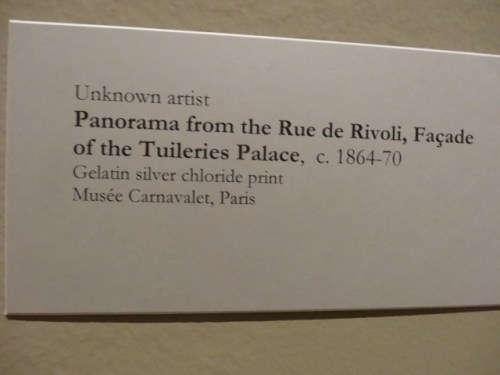 Unknown artist
Panorama from the Rue de Rivoli, Façade
of the Tuileries Palace, c. 1864-70
Gelatin silver chloride print
Musée Carnavalet, Paris